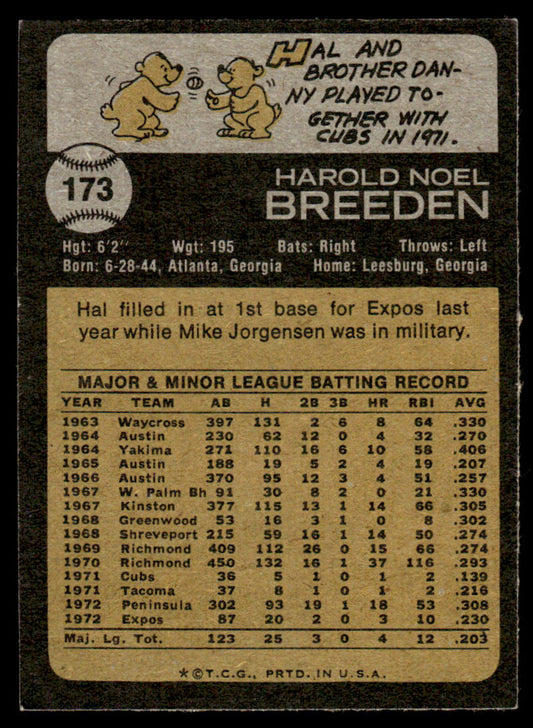 HAL AND
BROTHER DAN-
NY PLAYED TO-
GETHER WITH
CUBS IN 1971.
173
HAROLD NOEL
BREEDEN
Hgt: 6'2" Wgt: 195 Bats: Right Throws: Left
Born: 6-28-44, Atlanta, Georgia Home: Leesburg, Georgia
Hal filled in at 1st base for Expos last
year while Mike Jorgensen was in military.
MAJOR & MINOR LEAGUE BATTING RECORD
YEAR TEAM AB H 2B 3B HR RBI AVG
1963 Waycross 397 131 2 6 8 64 .330
1964 Austin 230 62 12 0 4 32 .270
1964 Yakima 271 110 16 6 10 58 .406
1965 Austin 188 19 5 2 4 19 .207
1966 Austin 370 95 12 3 4 51 .257
1967 W. Palm Bh 91 30 8 2 0 21 .330
1967 Kinston 377 115 13 1 14 66 .305
1968 Greenwood 53 16 3 1 0 8 .302
1968 Shreveport 215 59 16 1 14 50 .274
1969 Richmond 409 112 26 0 15 66 .274
1970 Richmond 450 132 16 1 37 116 .293
1971 Cubs 36 5 1 0 1 2 .139
1971 Tacoma 37 8 1 0 1 2 .216
1972 Peninsula 302 93 19 1 18 53 .308
1972 Expos 87 20 2 0 3 10 .230
Maj. Lg. Tot. 123 25 3 0 4 12 .203
*©T.C.G., PRTD. IN U.S.A.